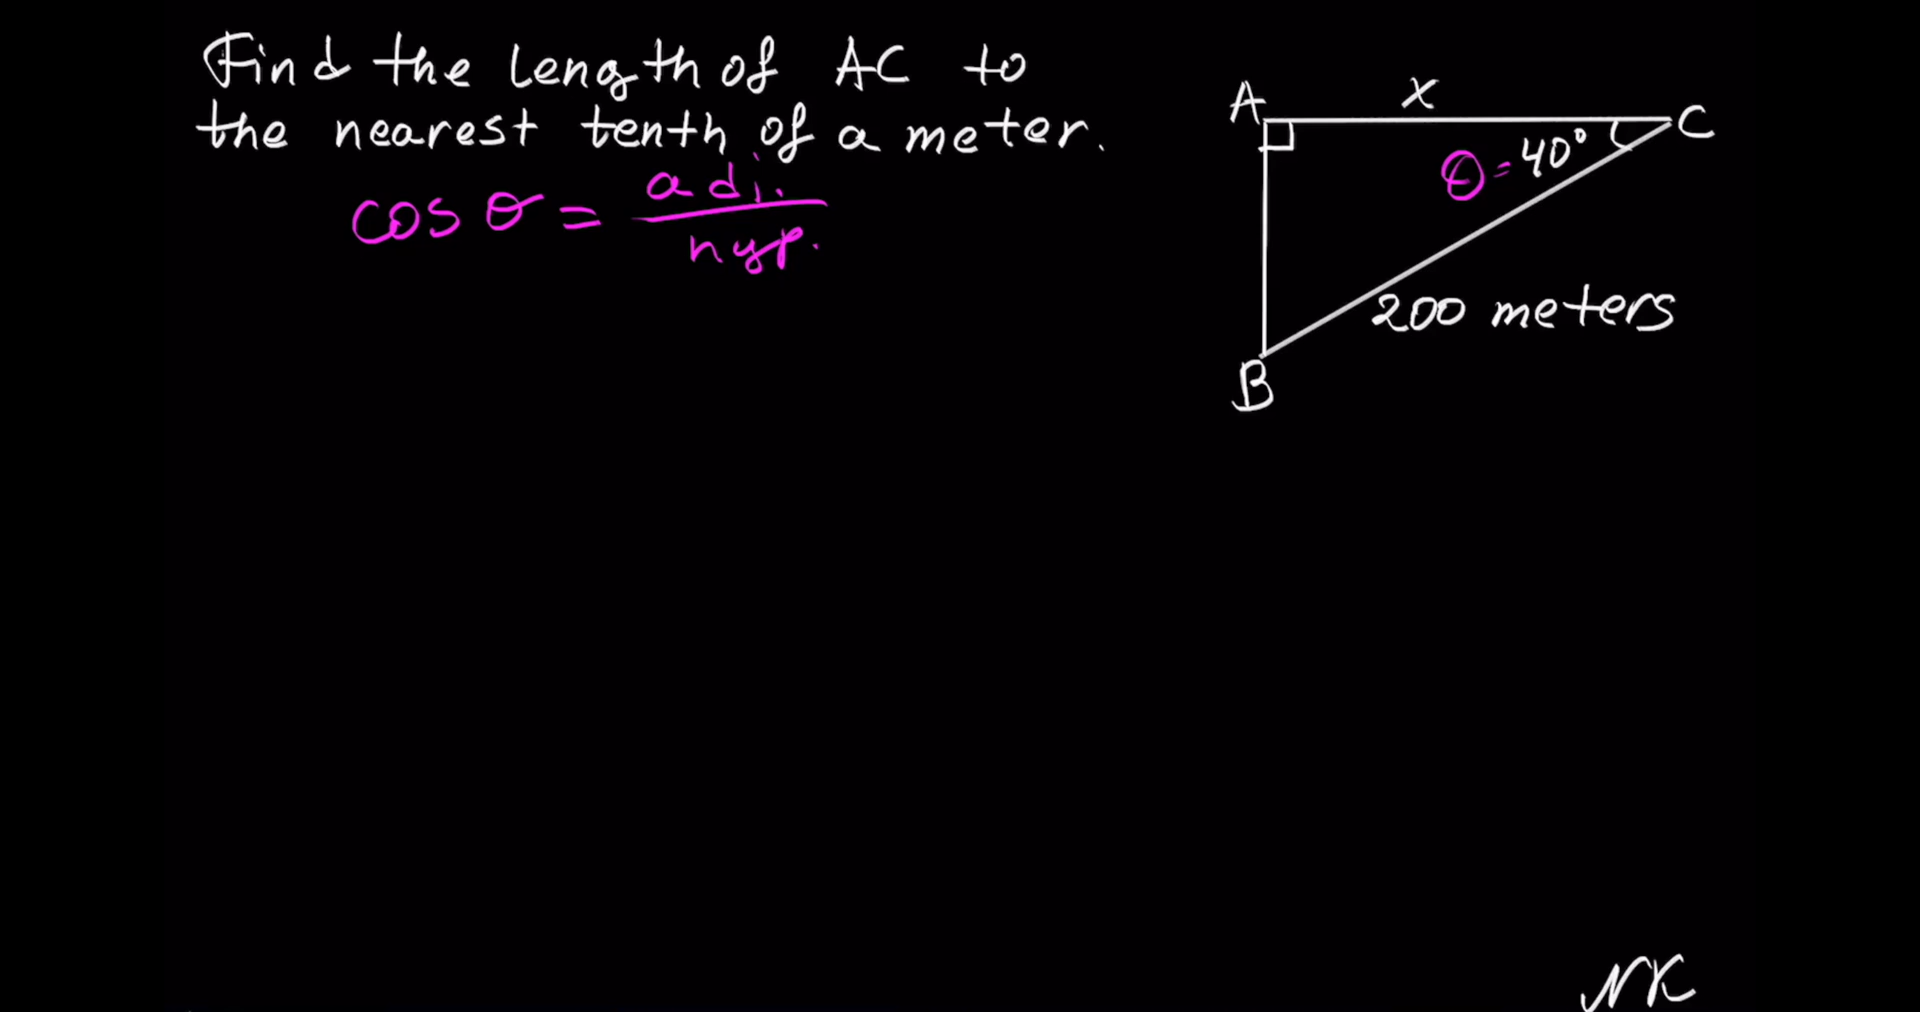 Find the length of AC to
the nearest tenth of a meter.
cos θ = adj.
hyp.
A
x
C
θ = 40°
200 meters
B
NK